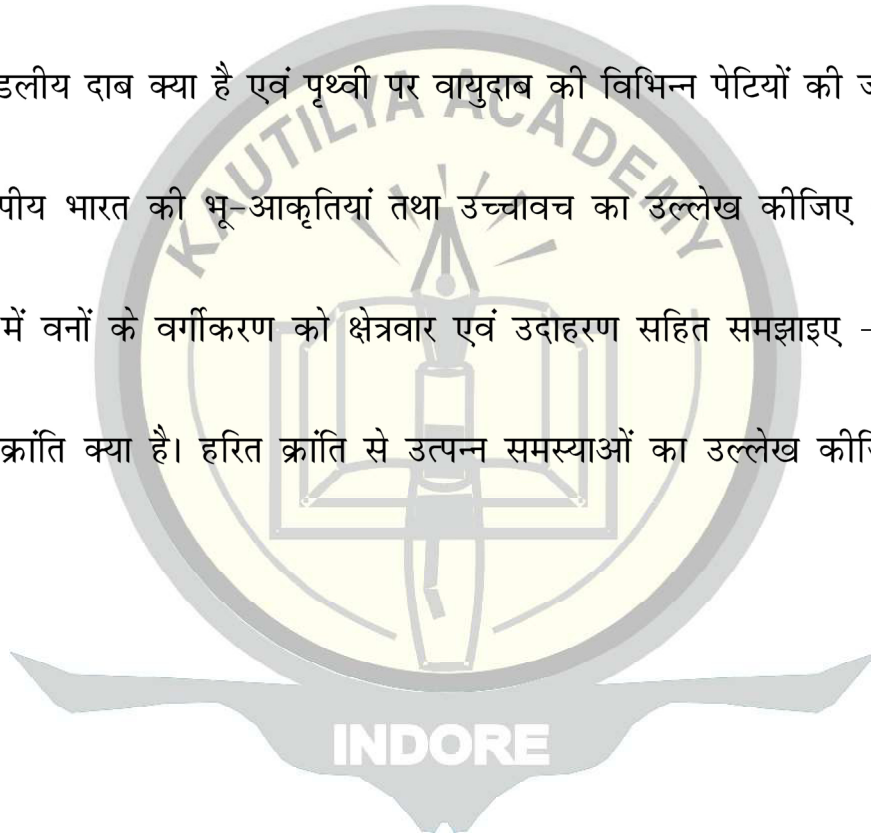 डलीय दाब क्या है एवं पृथ्वी पर वायुदाब की विभिन्न पेटियों की ज
KAUTILYA ACADEMY
पीय भारत की भू-आकृतियां तथा उच्चावच का उल्लेख कीजिए
में वनों के वर्गीकरण को क्षेत्रवार एवं उदाहरण सहित समझाइए -
क्रांति क्या है। हरित क्रांति से उत्पन्न समस्याओं का उल्लेख कीजि
INDORE